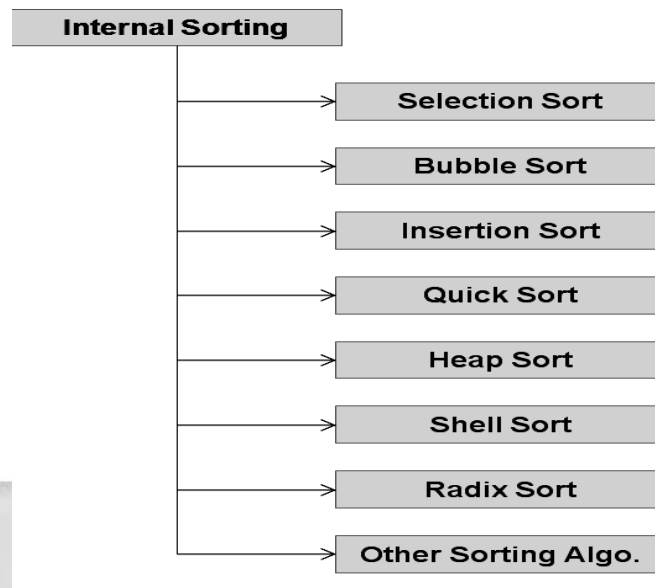 Internal Sorting
Selection Sort
Bubble Sort
Insertion Sort
Quick Sort
Heap Sort
Shell Sort
Radix Sort
Other Sorting Algo.